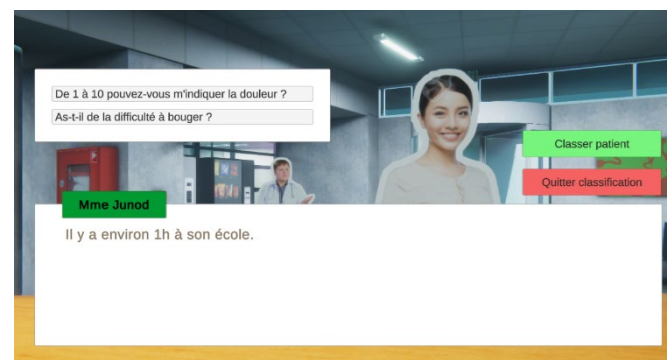 De 1 à 10 pouvez-vous m'indiquer la douleur ?
As-t-il de la difficulté à bouger ?
Classer patient
Quitter classification
Mme Junod
Il y a environ 1h à son école.